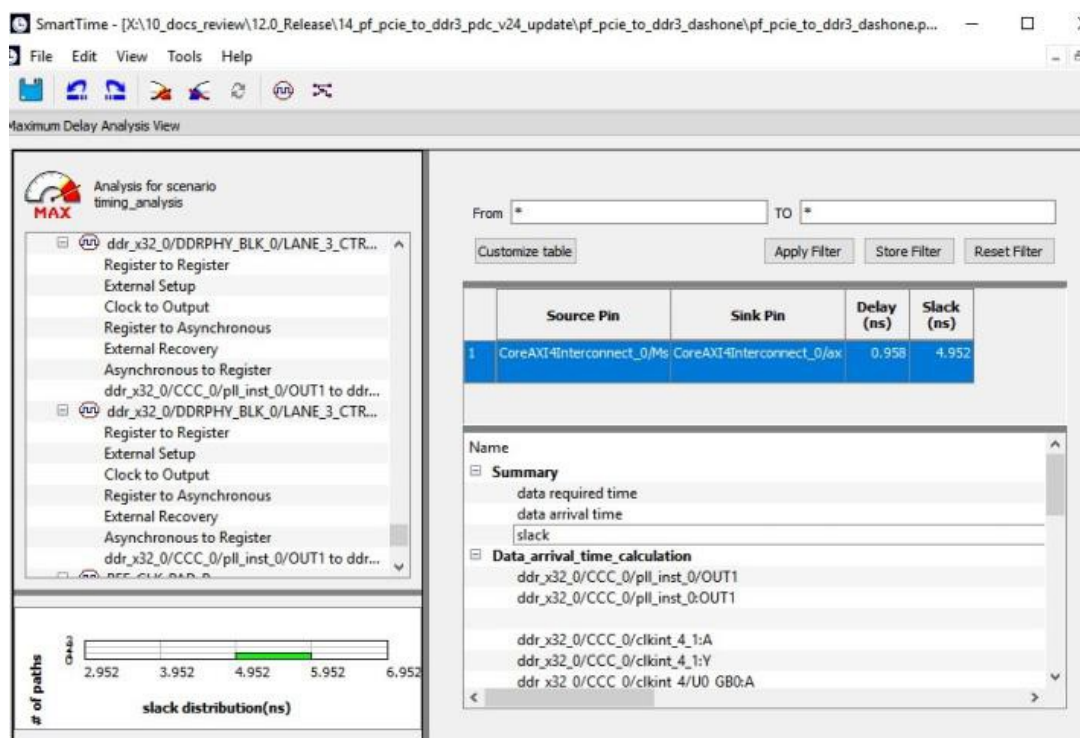 SmartTime - [X:\10_docs_review\12.0_Release\14_pf_pcie_to_ddr3_pdc_v24_update\pf_pcie_to_ddr3_dashone\pf_pcie_to_ddr3_dashone.p...
File Edit View Tools Help
Maximum Delay Analysis View
MAX
Analysis for scenario
timing_analysis
ddr_x32_0/DDRPHY_BLK_0/LANE_3_CTR...
Register to Register
External Setup
Clock to Output
Register to Asynchronous
External Recovery
Asynchronous to Register
ddr_x32_0/CCC_0/pll_inst_0/OUT1 to ddr...
ddr_x32_0/DDRPHY_BLK_0/LANE_3_CTR...
Register to Register
External Setup
Clock to Output
Register to Asynchronous
External Recovery
Asynchronous to Register
ddr_x32_0/CCC_0/pll_inst_0/OUT1 to ddr...
# of paths
2.952 3.952 4.952 5.952 6.952
slack distribution(ns)
From * TO *
Customize table Apply Filter Store Filter Reset Filter
Source Pin Sink Pin Delay (ns) Slack (ns)
1 CoreAXI4Interconnect_0/Ms CoreAXI4Interconnect_0/ax 0.958 4.952
Name
Summary
data required time
data arrival time
slack
Data_arrival_time_calculation
ddr_x32_0/CCC_0/pll_inst_0/OUT1
ddr_x32_0/CCC_0/pll_inst_0:OUT1
ddr_x32_0/CCC_0/clkint_4_1:A
ddr_x32_0/CCC_0/clkint_4_1:Y
ddr_x32_0/CCC_0/clkint_4/U0_GB0:A